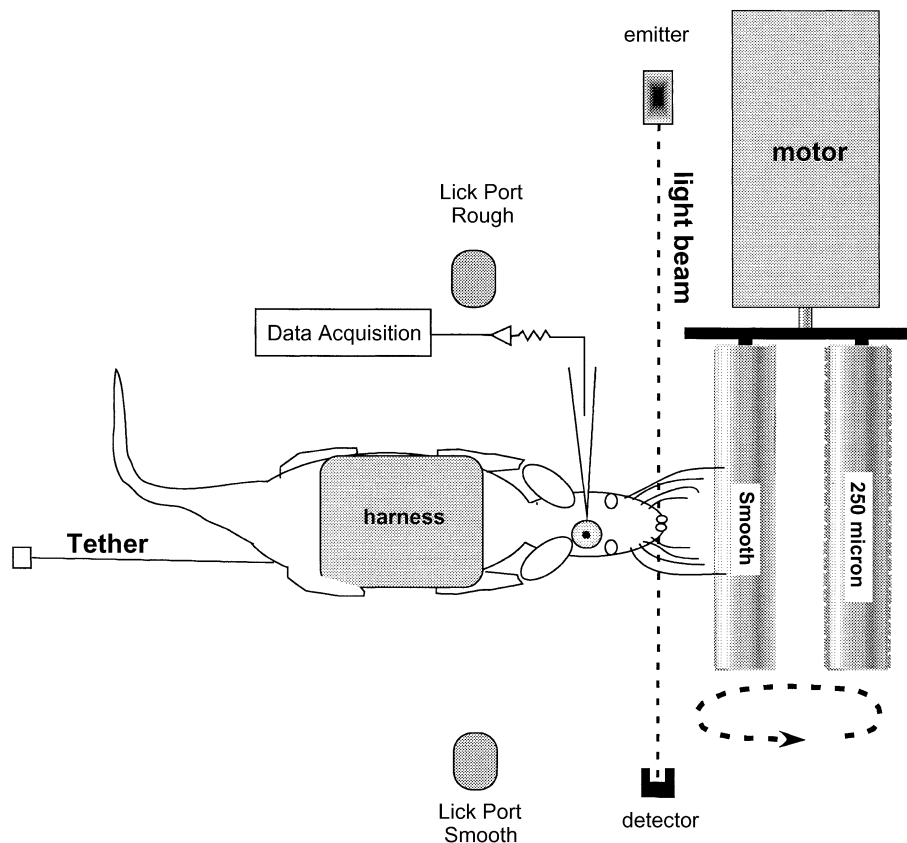 emitter
motor
light beam
Lick Port
Rough
Data Acquisition
harness
Tether
Smooth
250 micron
Lick Port
Smooth
detector